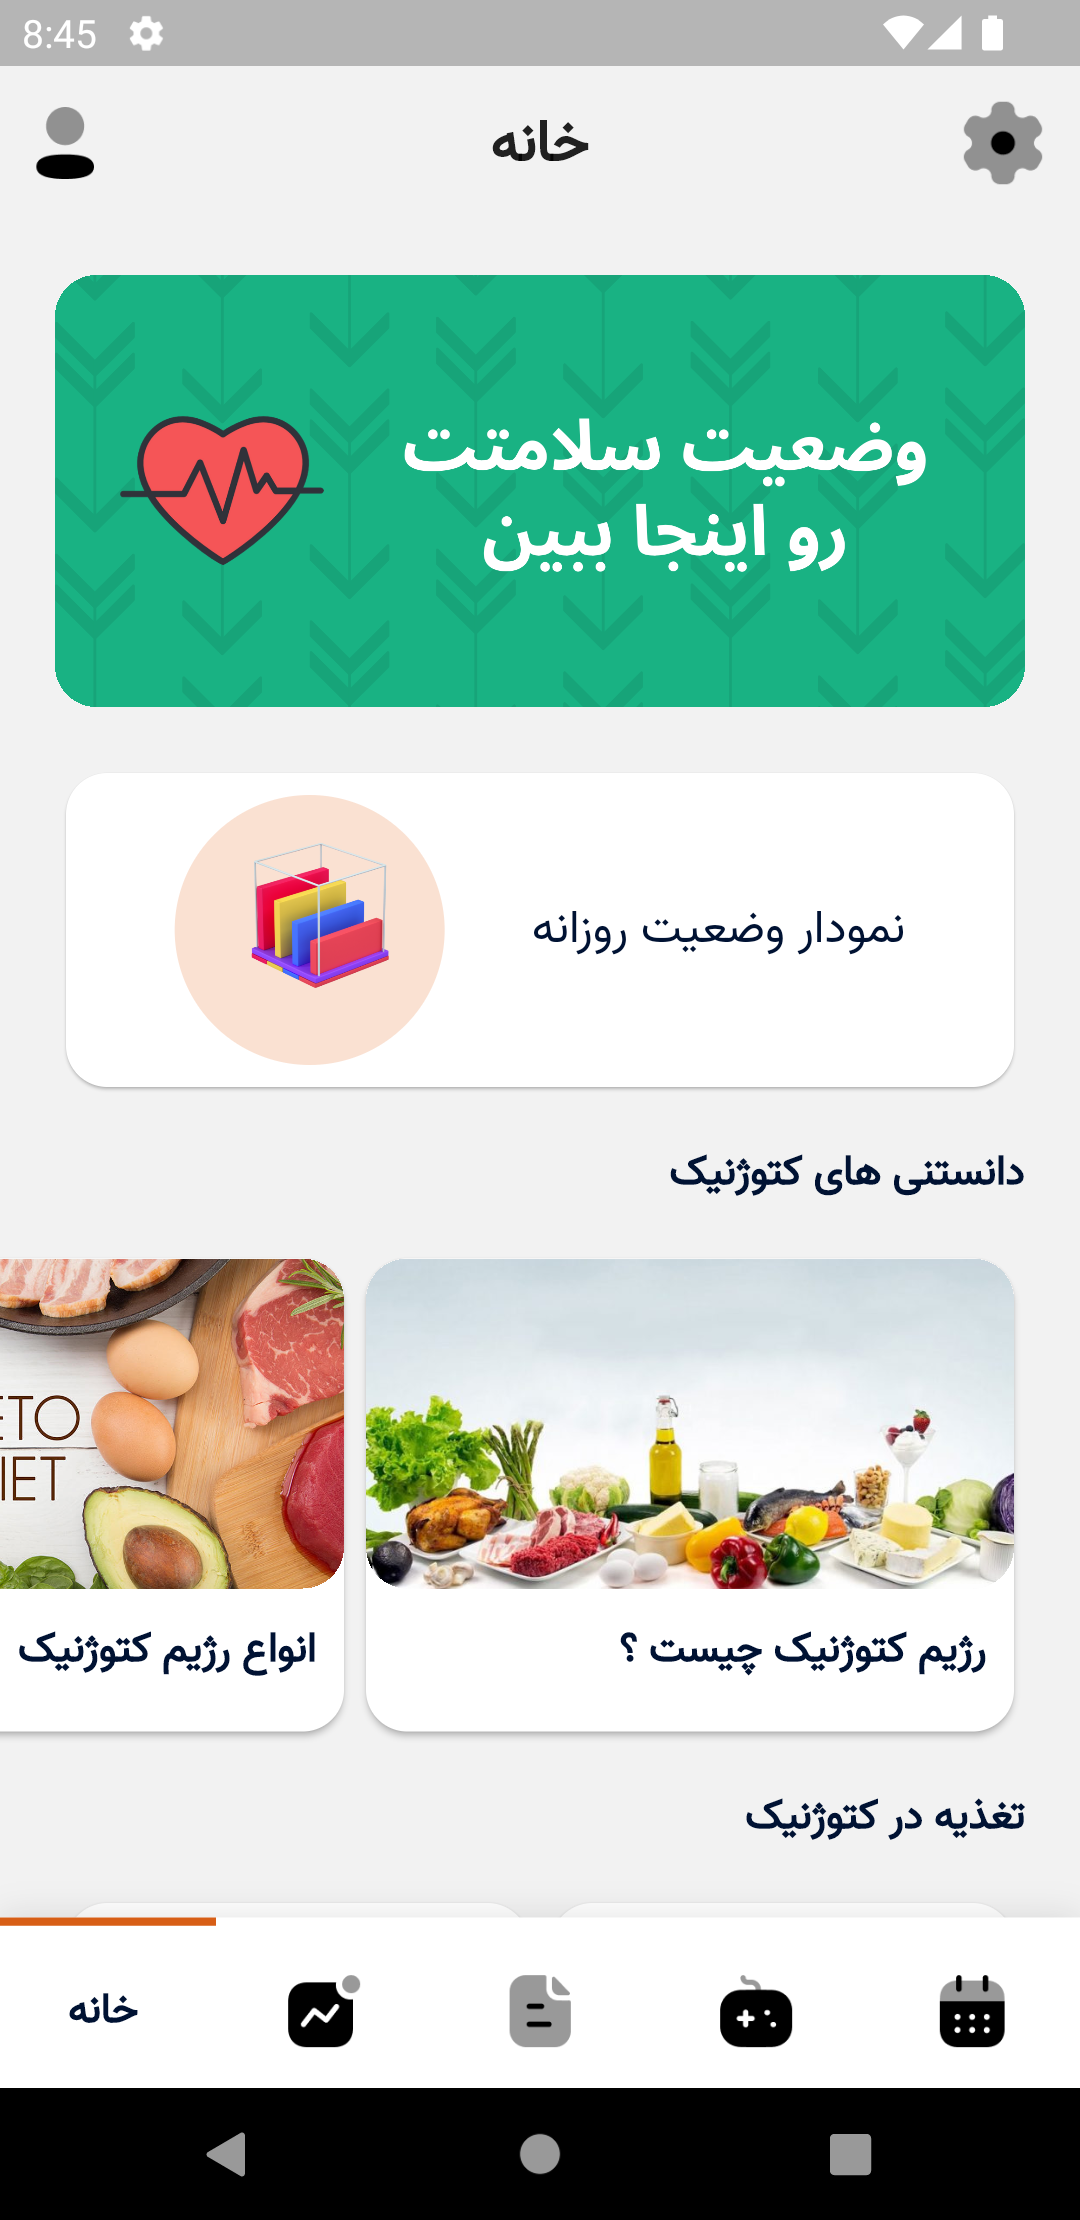 8:45
خانه
وضعیت سلامتت
رو اینجا ببین
نمودار وضعیت روزانه
دانستنی های کتوژنیک
ETO
IET
رژیم کتوژنیک چیست ؟
انواع رژیم کتوژنیک
تغذیه در کتوژنیک
خانه